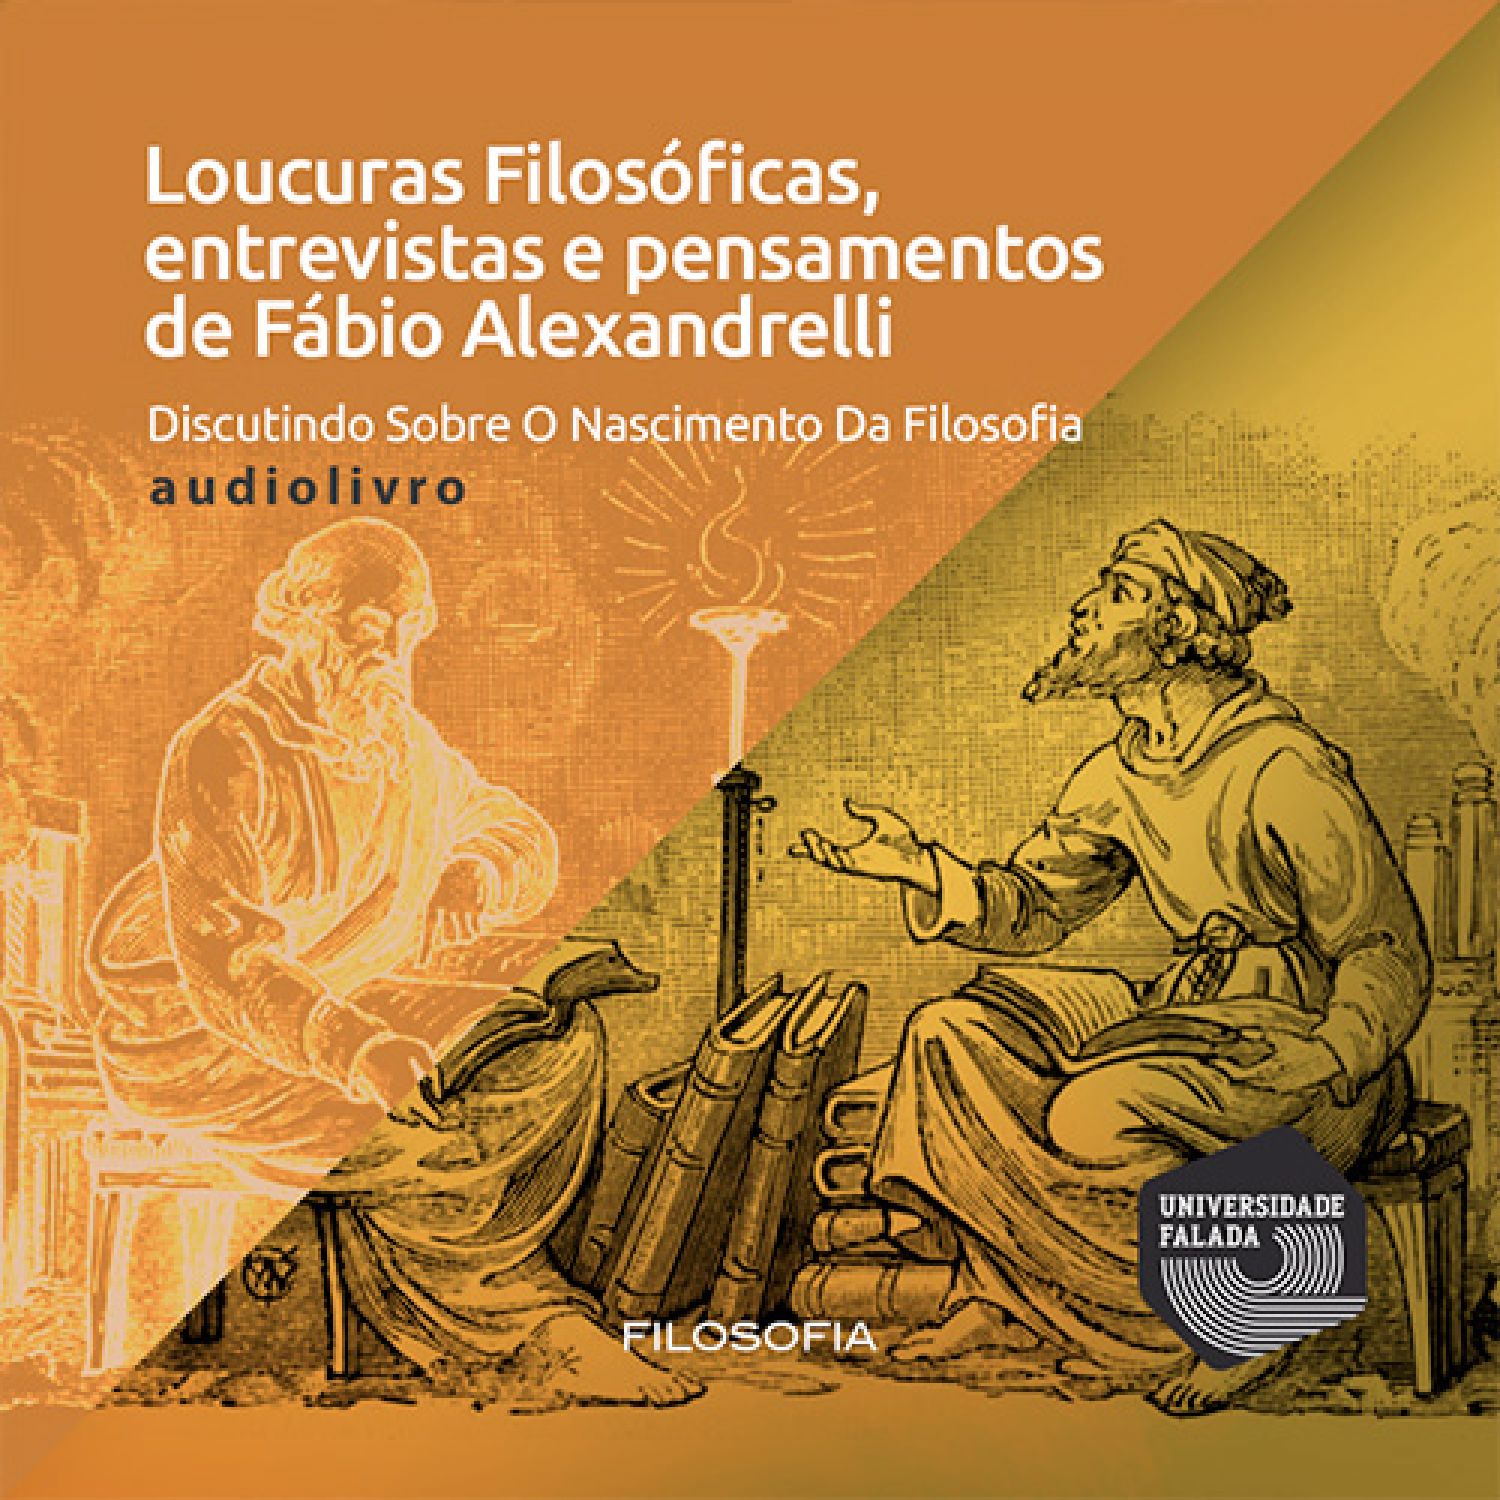 Loucuras Filosóficas,
entrevistas e pensamentos
de Fábio Alexandrelli
Discutindo Sobre O Nascimento Da Filosofia
audiolivro
UNIVERSIDADE
FALADA
FILOSOFIA